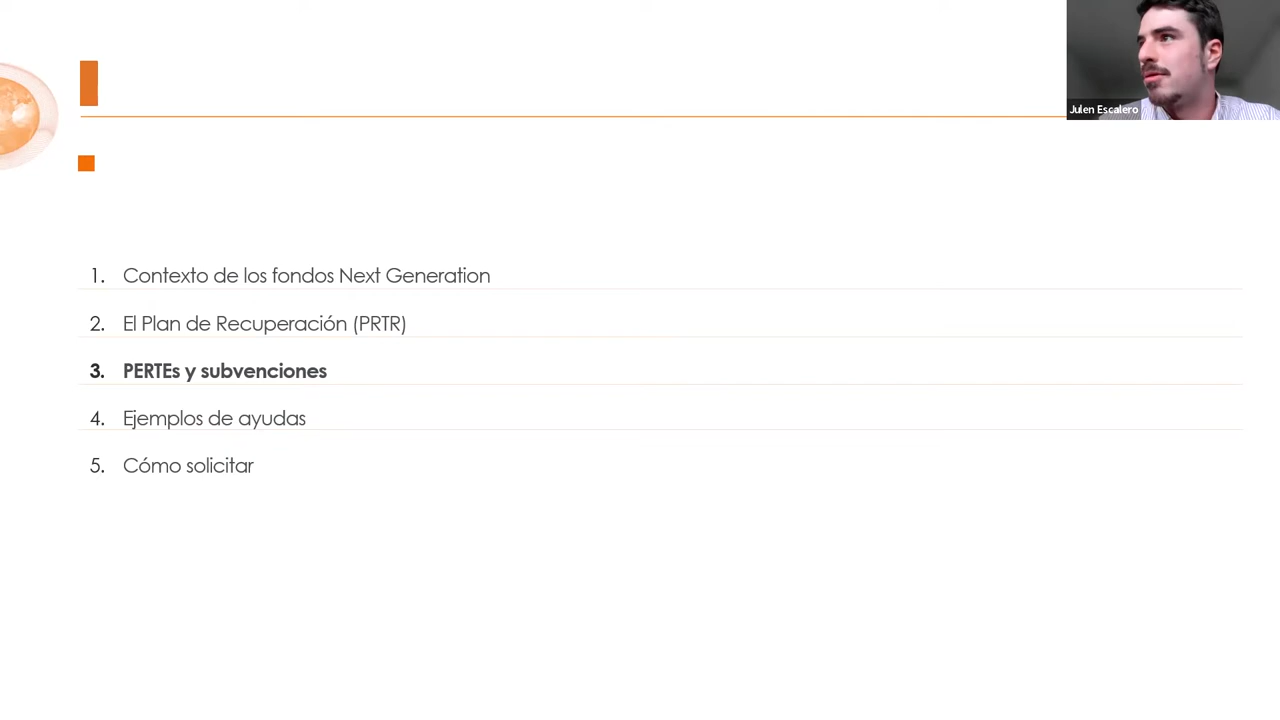 Julen Escalero
1. Contexto de los fondos Next Generation
2. El Plan de Recuperación (PRTR)
3. PERTEs y subvenciones
4. Ejemplos de ayudas
5. Cómo solicitar